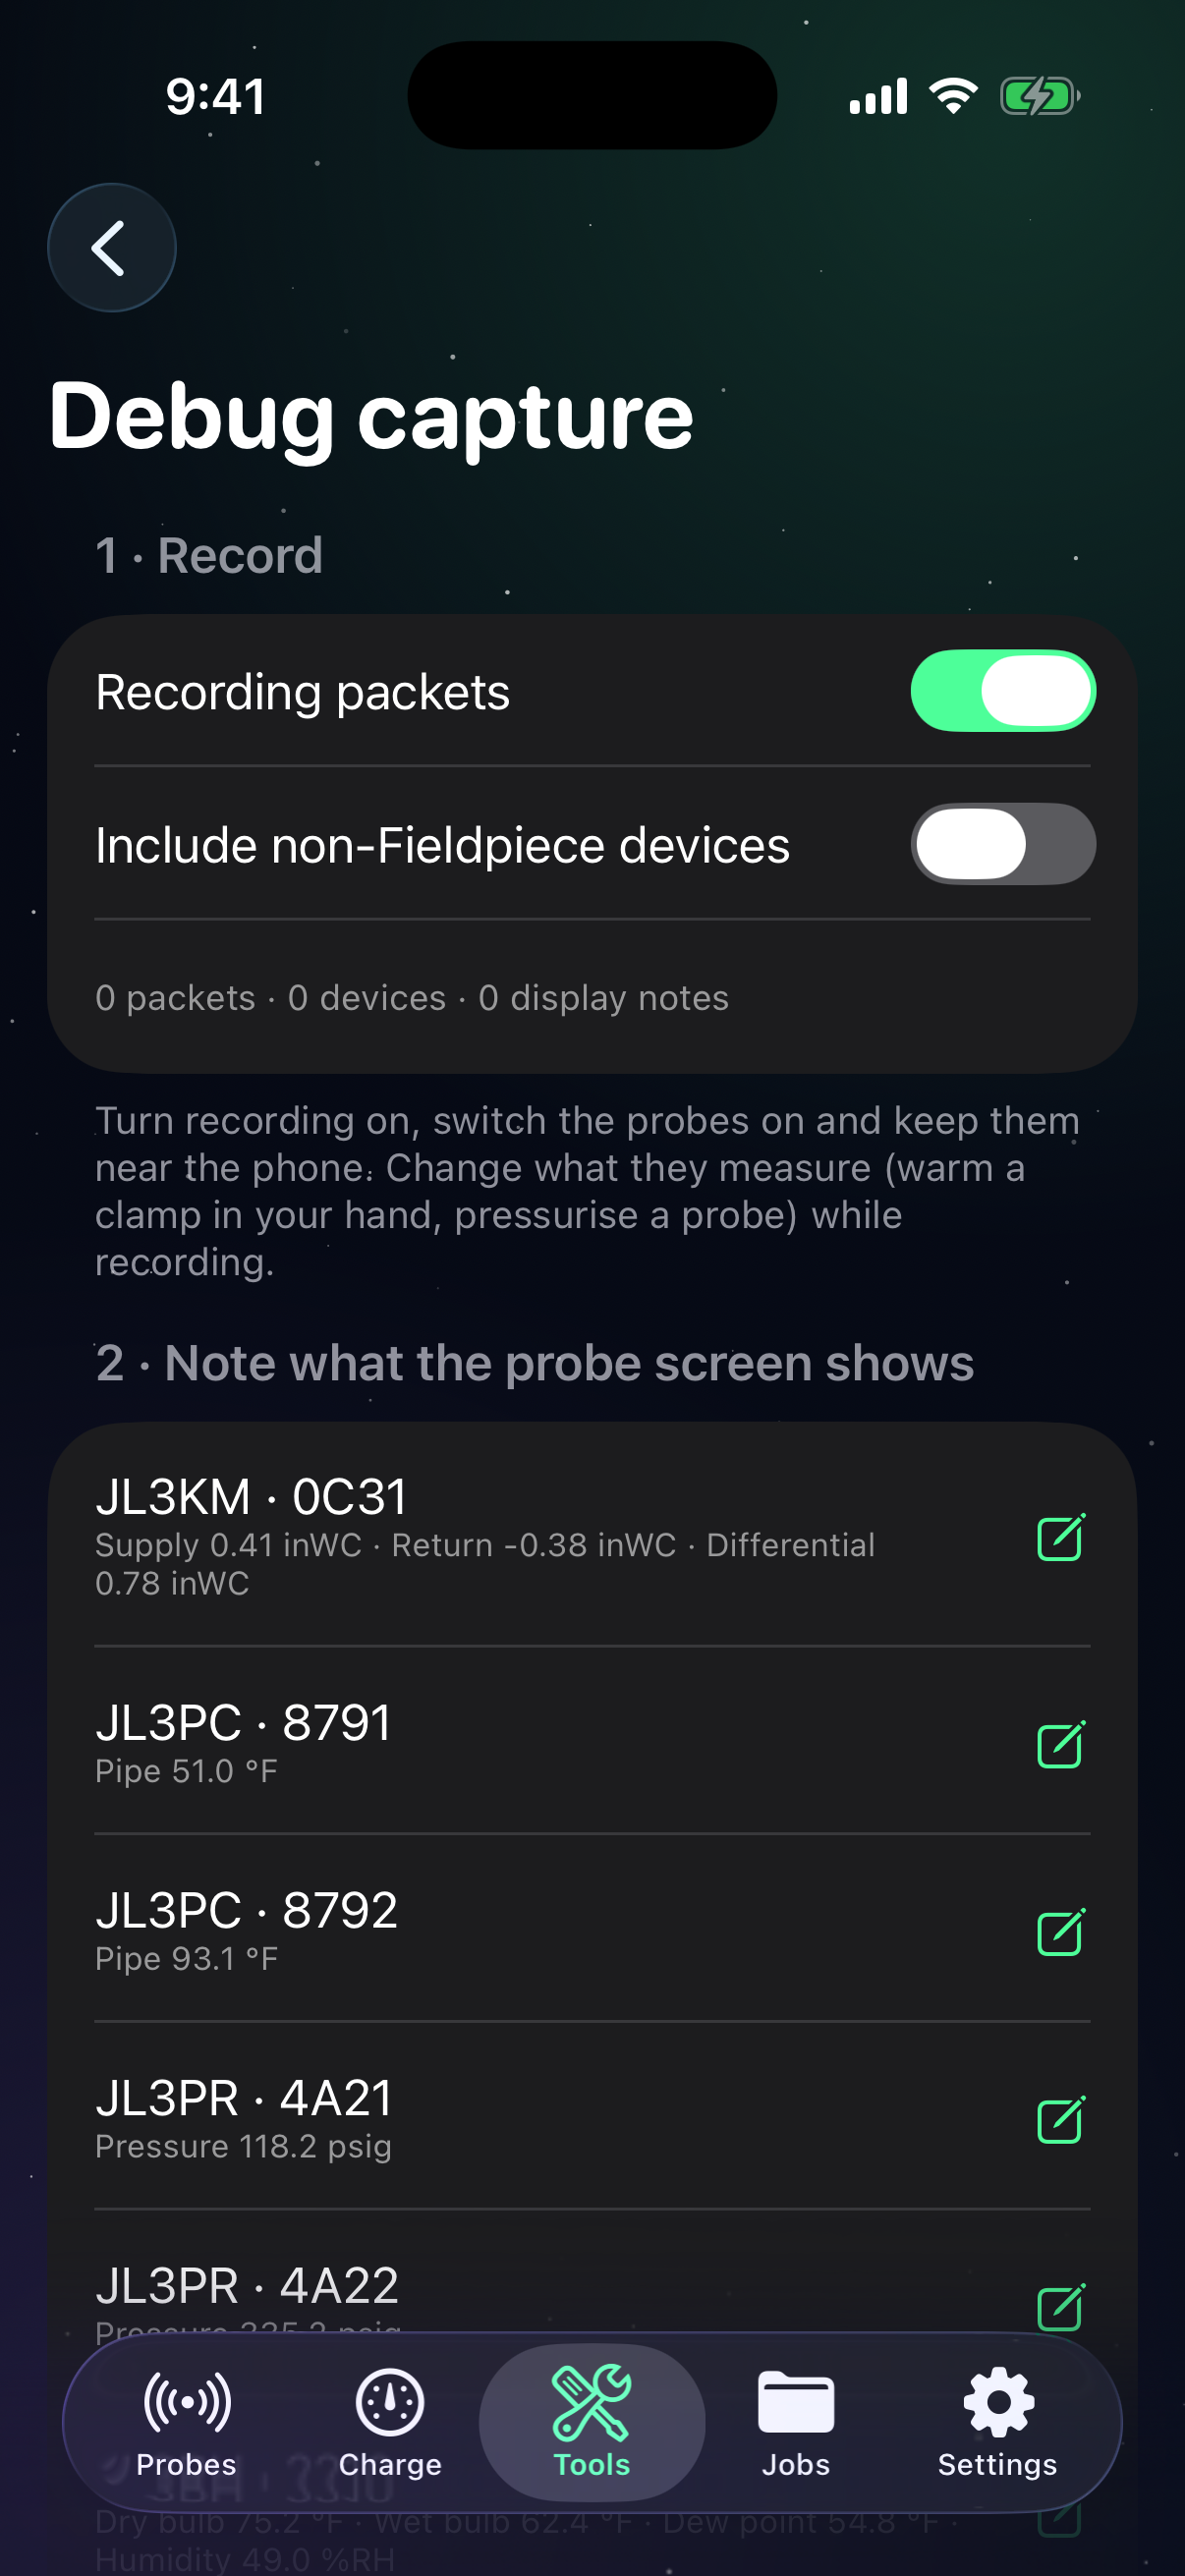 9:41
Debug capture
1 · Record
Recording packets
Include non-Fieldpiece devices
0 packets · 0 devices · 0 display notes
Turn recording on, switch the probes on and keep them
near the phone. Change what they measure (warm a
clamp in your hand, pressurise a probe) while
recording.
2 · Note what the probe screen shows
JL3KM · 0C31
Supply 0.41 inWC · Return -0.38 inWC · Differential
0.78 inWC
JL3PC · 8791
Pipe 51.0 °F
JL3PC · 8792
Pipe 93.1 °F
JL3PR · 4A21
Pressure 118.2 psig
JL3PR · 4A22
Pressure 335.2 psig
Probes
Charge
Tools
Jobs
Settings
Dry bulb 75.2 °F · Wet bulb 62.4 °F · Dew point 54.8 °F ·
Humidity 49.0 %RH